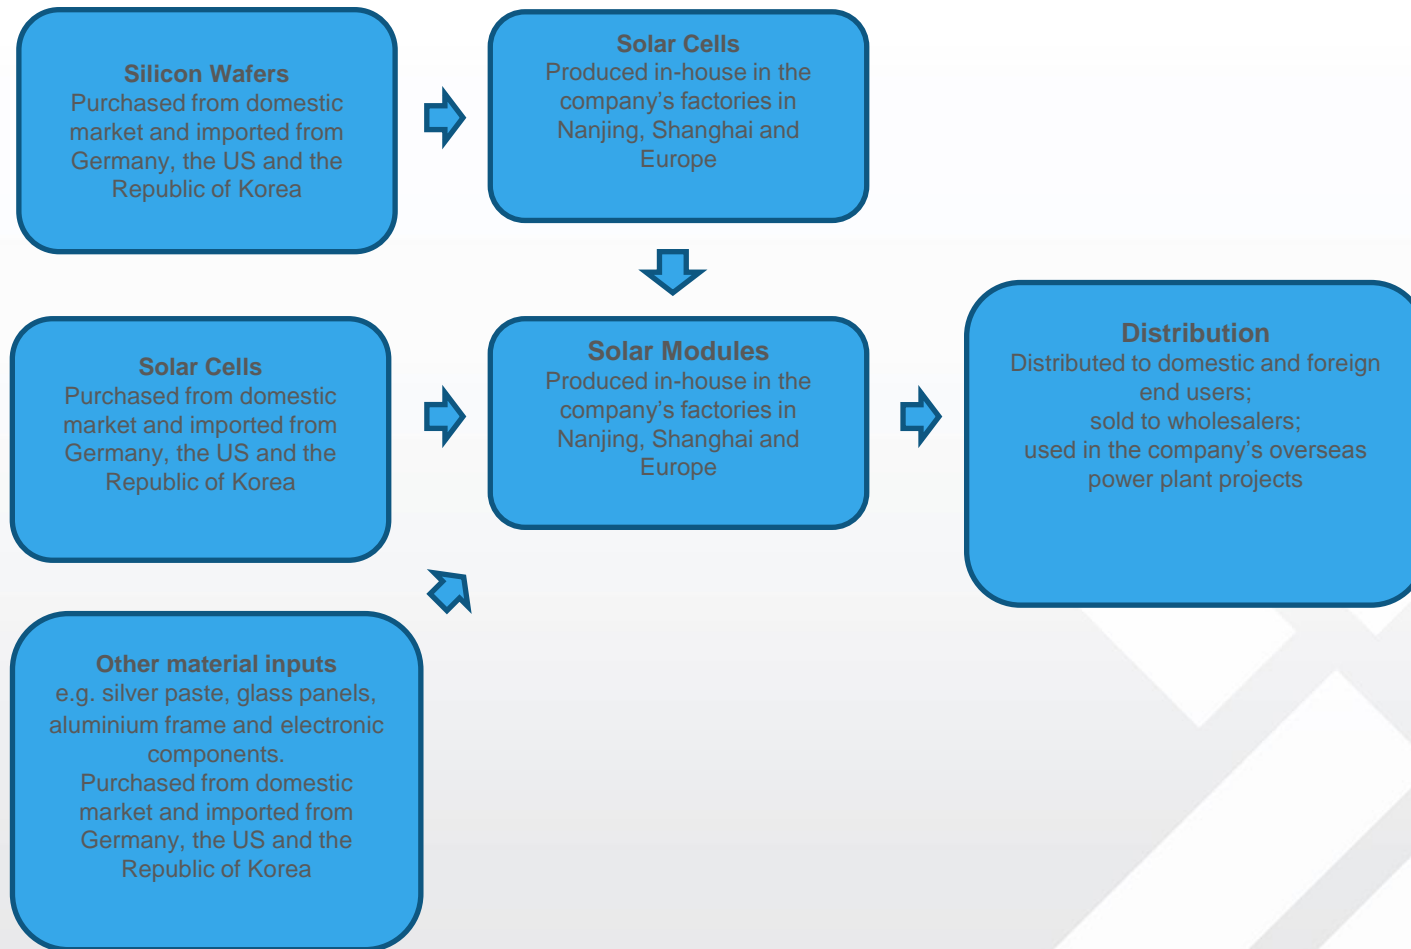 Silicon Wafers
Purchased from domestic
market and imported from
Germany, the US and the
Republic of Korea
Solar Cells
Produced in-house in the
company’s factories in
Nanjing, Shanghai and
Europe
Solar Cells
Purchased from domestic
market and imported from
Germany, the US and the
Republic of Korea
Solar Modules
Produced in-house in the
company’s factories in
Nanjing, Shanghai and
Europe
Distribution
Distributed to domestic and foreign
end users;
sold to wholesalers;
used in the company’s overseas
power plant projects
Other material inputs
e.g. silver paste, glass panels,
aluminium frame and electronic
components.
Purchased from domestic
market and imported from
Germany, the US and the
Republic of Korea